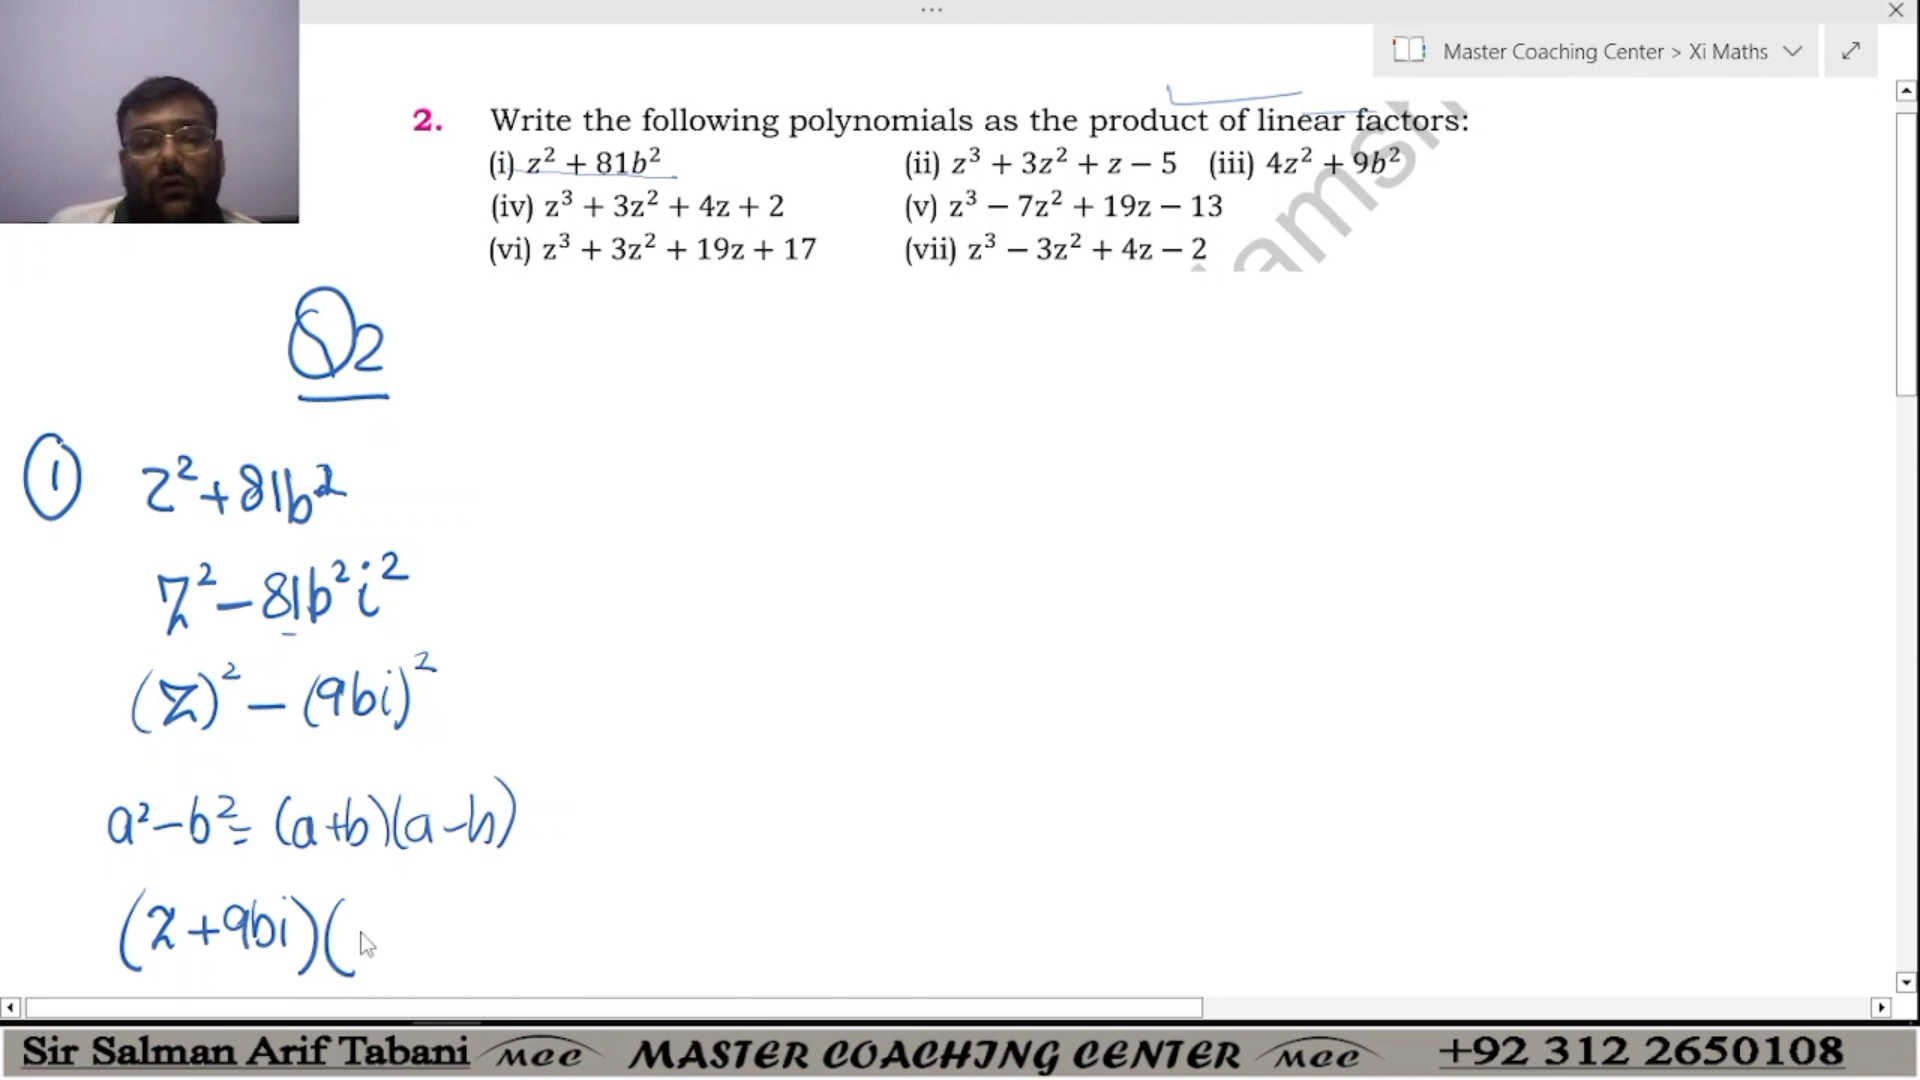 Master Coaching Center > Xi Maths
2. Write the following polynomials as the product of linear factors:
(i) z² + 81b² (ii) z³ + 3z² + z − 5 (iii) 4z² + 9b²
(iv) z³ + 3z² + 4z + 2 (v) z³ − 7z² + 19z − 13
(vi) z³ + 3z² + 19z + 17 (vii) z³ − 3z² + 4z − 2
Q2
① z² + 81b²
z² − 81b²i²
(z)² − (9bi)²
a² − b² = (a+b)(a−b)
(z + 9bi)(
Sir Salman Arif Tabani MCC MASTER COACHING CENTER MCC +92 312 2650108